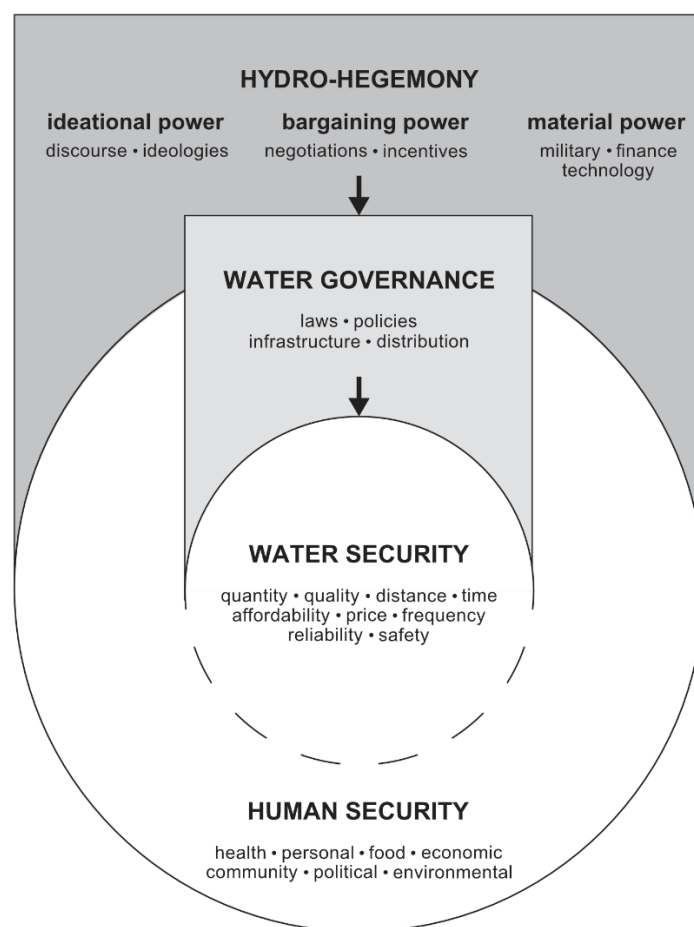 HYDRO-HEGEMONY
ideational power
discourse • ideologies
bargaining power
negotiations • incentives
material power
military • finance
technology
WATER GOVERNANCE
laws • policies
infrastructure • distribution
WATER SECURITY
quantity • quality • distance • time
affordability • price • frequency
reliability • safety
HUMAN SECURITY
health • personal • food • economic
community • political • environmental